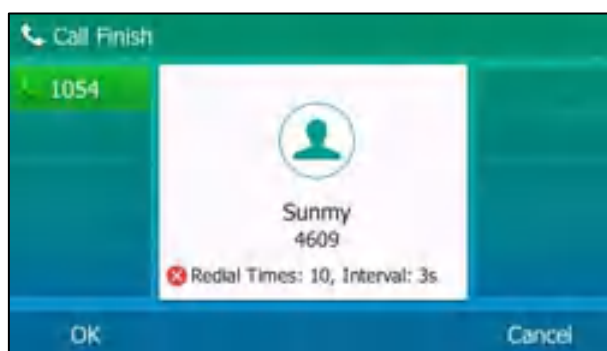 Call Finish
1054
Sunmy
4609
Redial Times: 10, Interval: 3s
OK
Cancel